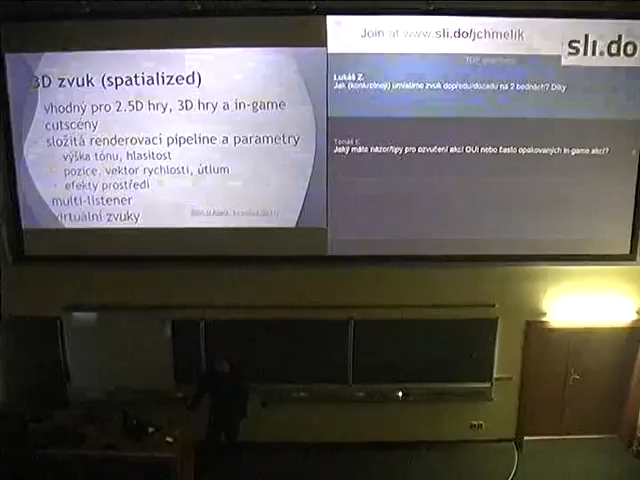 3D zvuk (spatialized)
vhodný pro 2.5D hry, 3D hry a in-game
cutscény
složitá renderovací pipeline a parametry
výška tónu, hlasitost
pozice, vektor rychlosti, útlum
efekty prostředí
multi-listener
virtuální zvuky
Join at www.sli.do/jchmelik
sli.do
Lukáš Z.
Jak (konkrétněji) umístíme zvuk dopředu/dozadu na 2 bednách? Díky
Jaký máte názor/tipy pro ozvučení akcí GUI nebo často opakovaných in-game akcí?